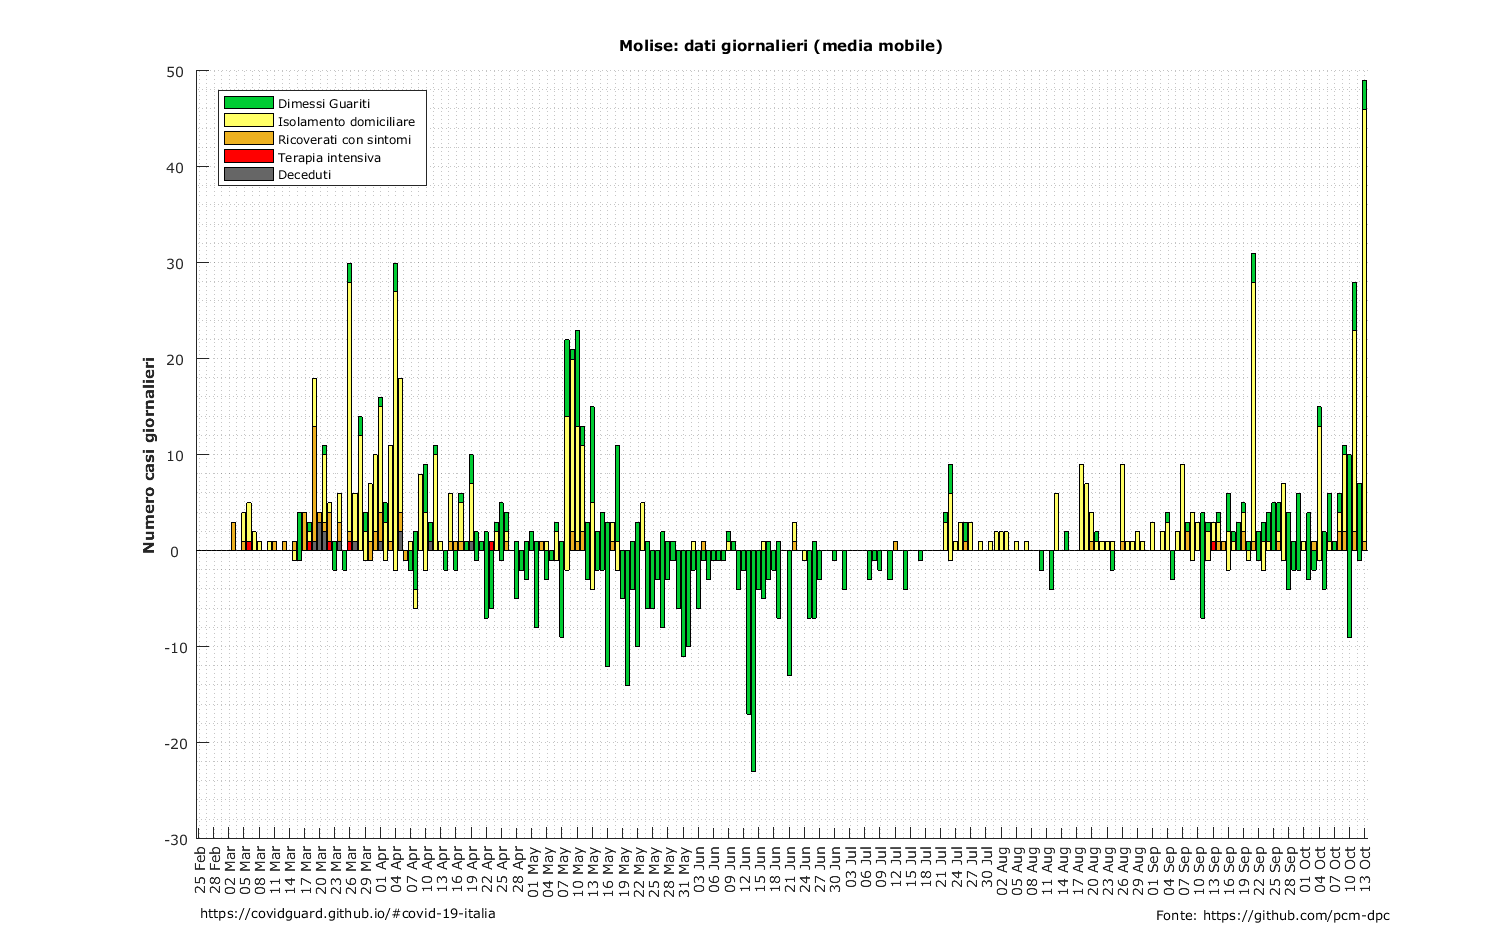 Molise: dati giornalieri (media mobile)
Dimessi Guariti
Isolamento domiciliare
Ricoverati con sintomi
Terapia intensiva
Deceduti
Numero casi giornalieri
50
40
30
20
10
0
-10
-20
-30
25 Feb
28 Feb
02 Mar
05 Mar
08 Mar
11 Mar
14 Mar
17 Mar
20 Mar
23 Mar
26 Mar
29 Mar
01 Apr
04 Apr
07 Apr
10 Apr
13 Apr
16 Apr
19 Apr
22 Apr
25 Apr
28 Apr
01 May
04 May
07 May
10 May
13 May
16 May
19 May
22 May
25 May
28 May
31 May
03 Jun
06 Jun
09 Jun
12 Jun
15 Jun
18 Jun
21 Jun
24 Jun
27 Jun
30 Jun
03 Jul
06 Jul
09 Jul
12 Jul
15 Jul
18 Jul
21 Jul
24 Jul
27 Jul
30 Jul
02 Aug
05 Aug
08 Aug
11 Aug
14 Aug
17 Aug
20 Aug
23 Aug
26 Aug
29 Aug
01 Sep
04 Sep
07 Sep
10 Sep
13 Sep
16 Sep
19 Sep
22 Sep
25 Sep
28 Sep
01 Oct
04 Oct
07 Oct
10 Oct
13 Oct
https://covidguard.github.io/#covid-19-italia
Fonte: https://github.com/pcm-dpc